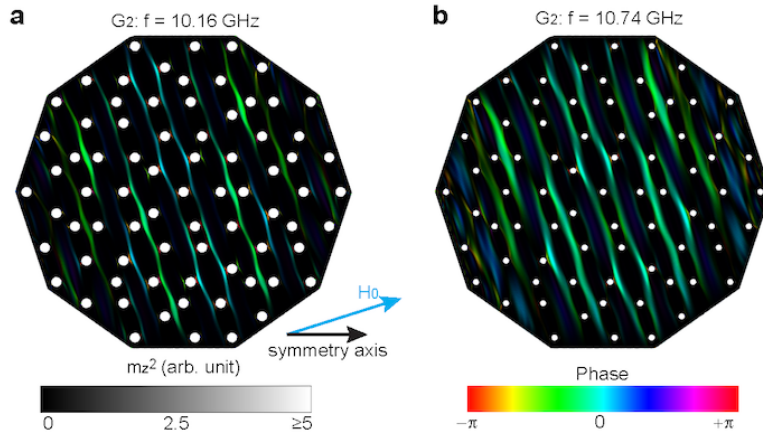 a
G₂: f = 10.16 GHz
b
G₂: f = 10.74 GHz
H₀
symmetry axis
mz² (arb. unit)
0 2.5 ≥5
Phase
−π 0 +π